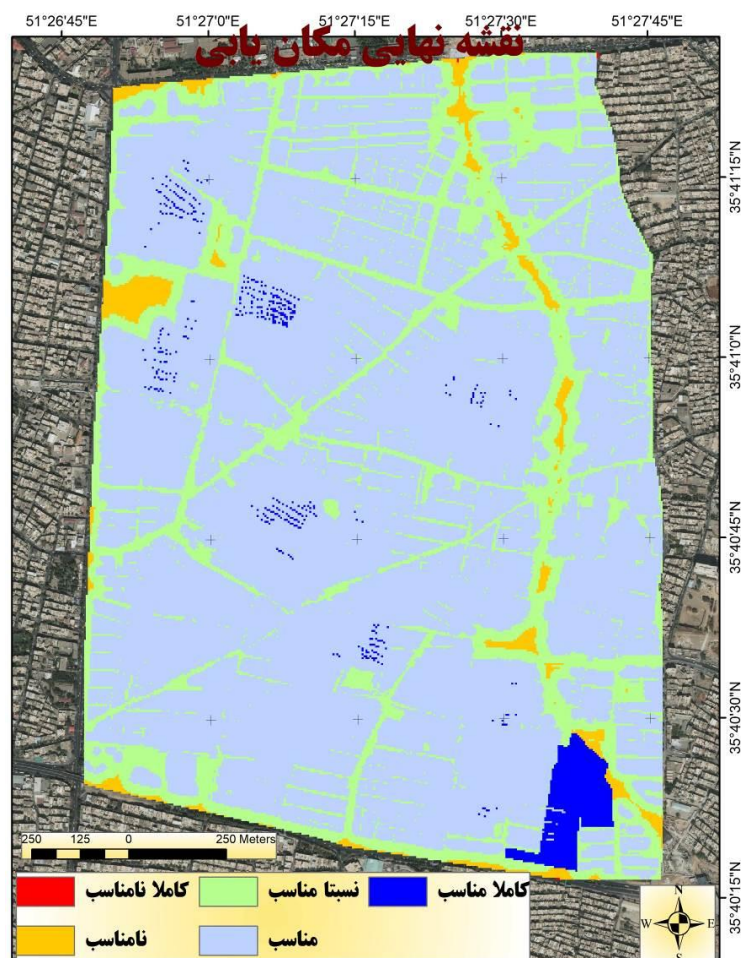 51°26'45"E 51°27'0"E 51°27'15"E 51°27'30"E 51°27'45"E
نقشه نهایی مکان یابی
35°41'15"N
35°41'0"N
35°40'45"N
35°40'30"N
35°40'15"N
250 125 0 250 Meters
کاملا نامناسب نسبتا مناسب کاملا مناسب
نامناسب مناسب
N
W E
S